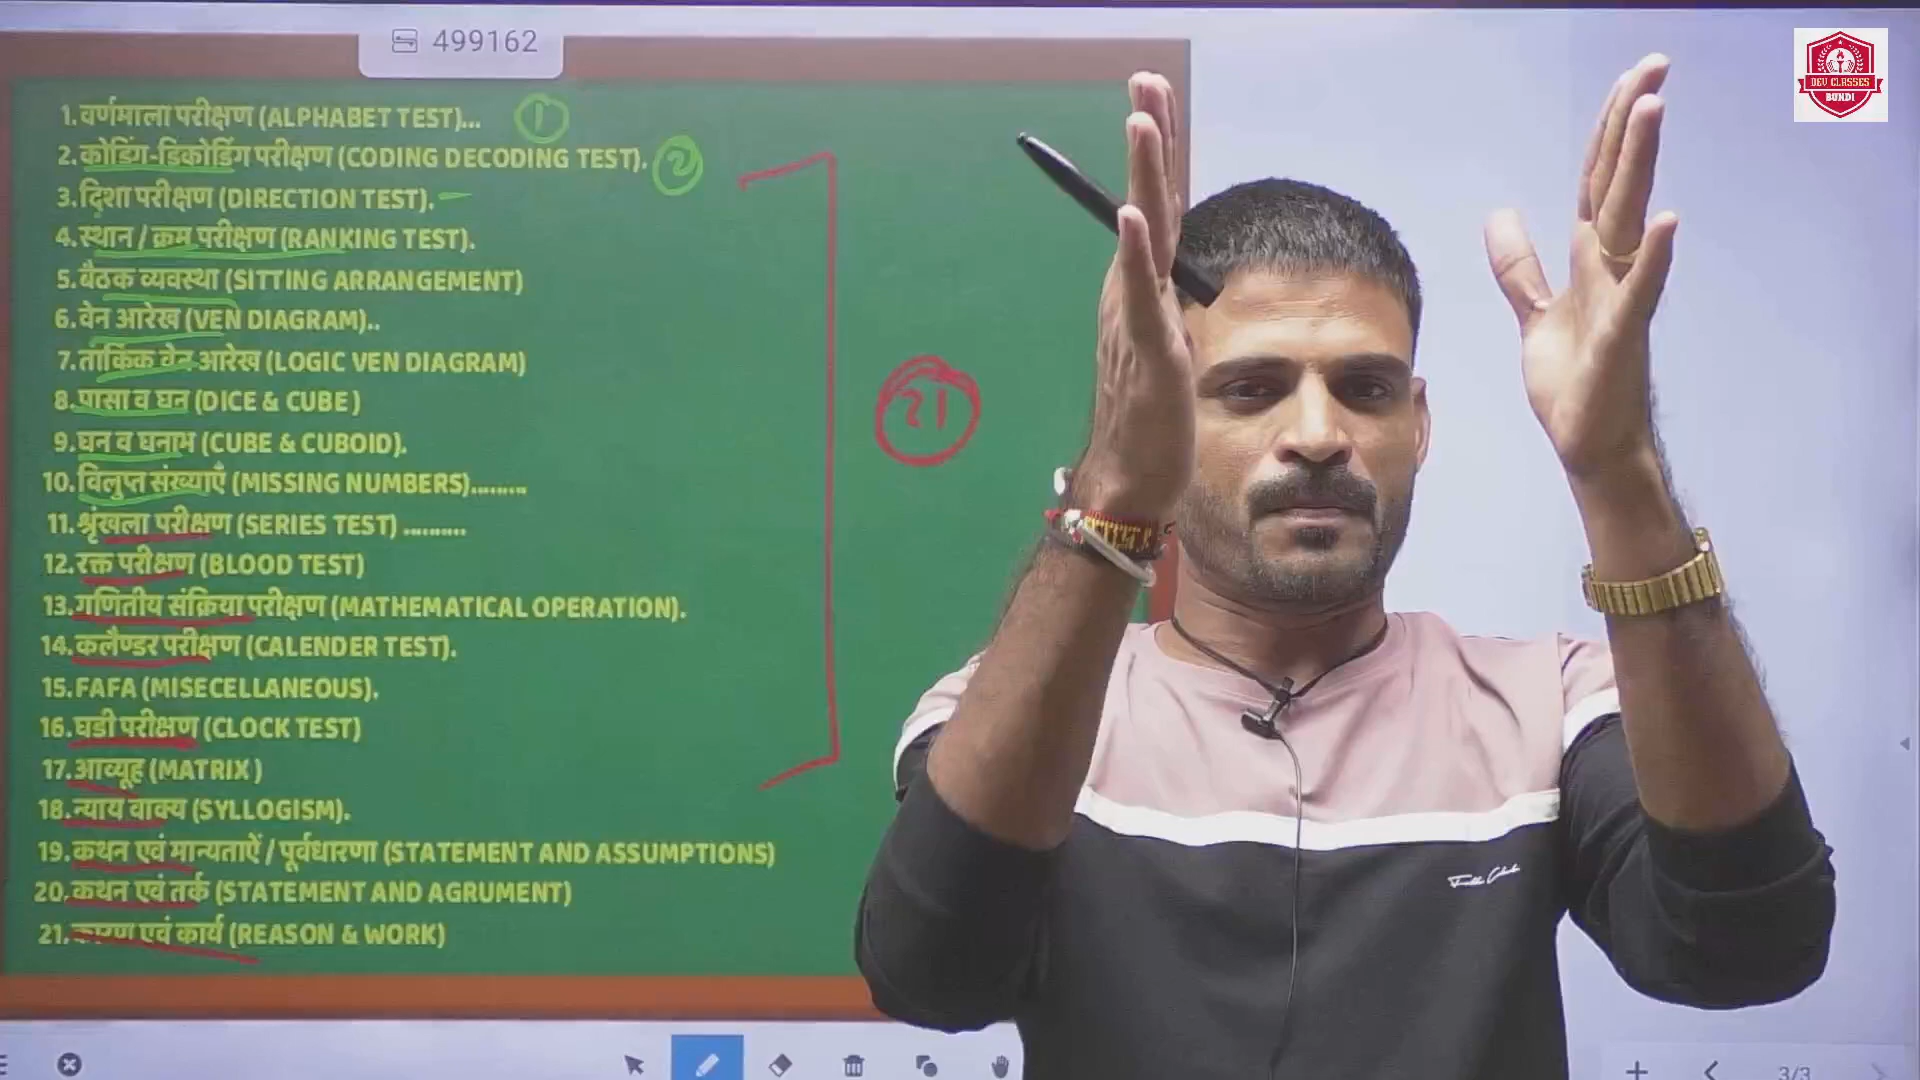 499162
DEV CLASSES
BUNDI
1. वर्णमाला परीक्षण (ALPHABET TEST)... 1
2. कोडिंग-डिकोडिंग परीक्षण (CODING DECODING TEST). 2
3. दिशा परीक्षण (DIRECTION TEST).
4. स्थान / क्रम परीक्षण (RANKING TEST).
5. बैठक व्यवस्था (SITTING ARRANGEMENT)
6. वेन आरेख (VEN DIAGRAM)..
7. तार्किक वेन आरेख (LOGIC VEN DIAGRAM)
8. पासा व घन (DICE & CUBE )
21
9. घन व घनाभ (CUBE & CUBOID).
10. विलुप्त संख्याएँ (MISSING NUMBERS)........
11. श्रृंखला परीक्षण (SERIES TEST) .........
12. रक्त परीक्षण (BLOOD TEST)
13. गणितीय संक्रिया परीक्षण (MATHEMATICAL OPERATION).
14. कलैण्डर परीक्षण (CALENDER TEST).
15. FAFA (MISECELLANEOUS).
16. घडी परीक्षण (CLOCK TEST)
17. आव्यूह (MATRIX )
18. न्याय वाक्य (SYLLOGISM).
19. कथन एवं मान्यताऐं / पूर्वधारणा (STATEMENT AND ASSUMPTIONS)
20. कथन एवं तर्क (STATEMENT AND AGRUMENT)
21. कारण एवं कार्य (REASON & WORK)
3/3